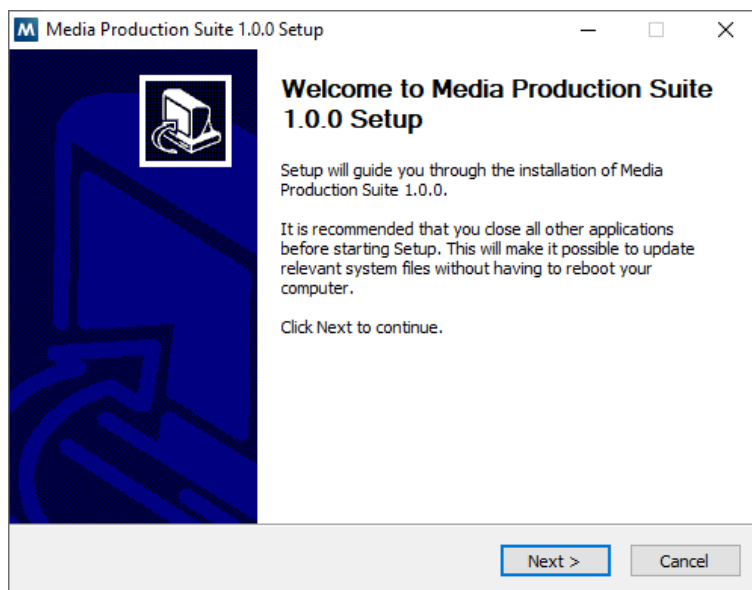 M Media Production Suite 1.0.0 Setup
Welcome to Media Production Suite
1.0.0 Setup
Setup will guide you through the installation of Media
Production Suite 1.0.0.
It is recommended that you close all other applications
before starting Setup. This will make it possible to update
relevant system files without having to reboot your
computer.
Click Next to continue.
Next >
Cancel